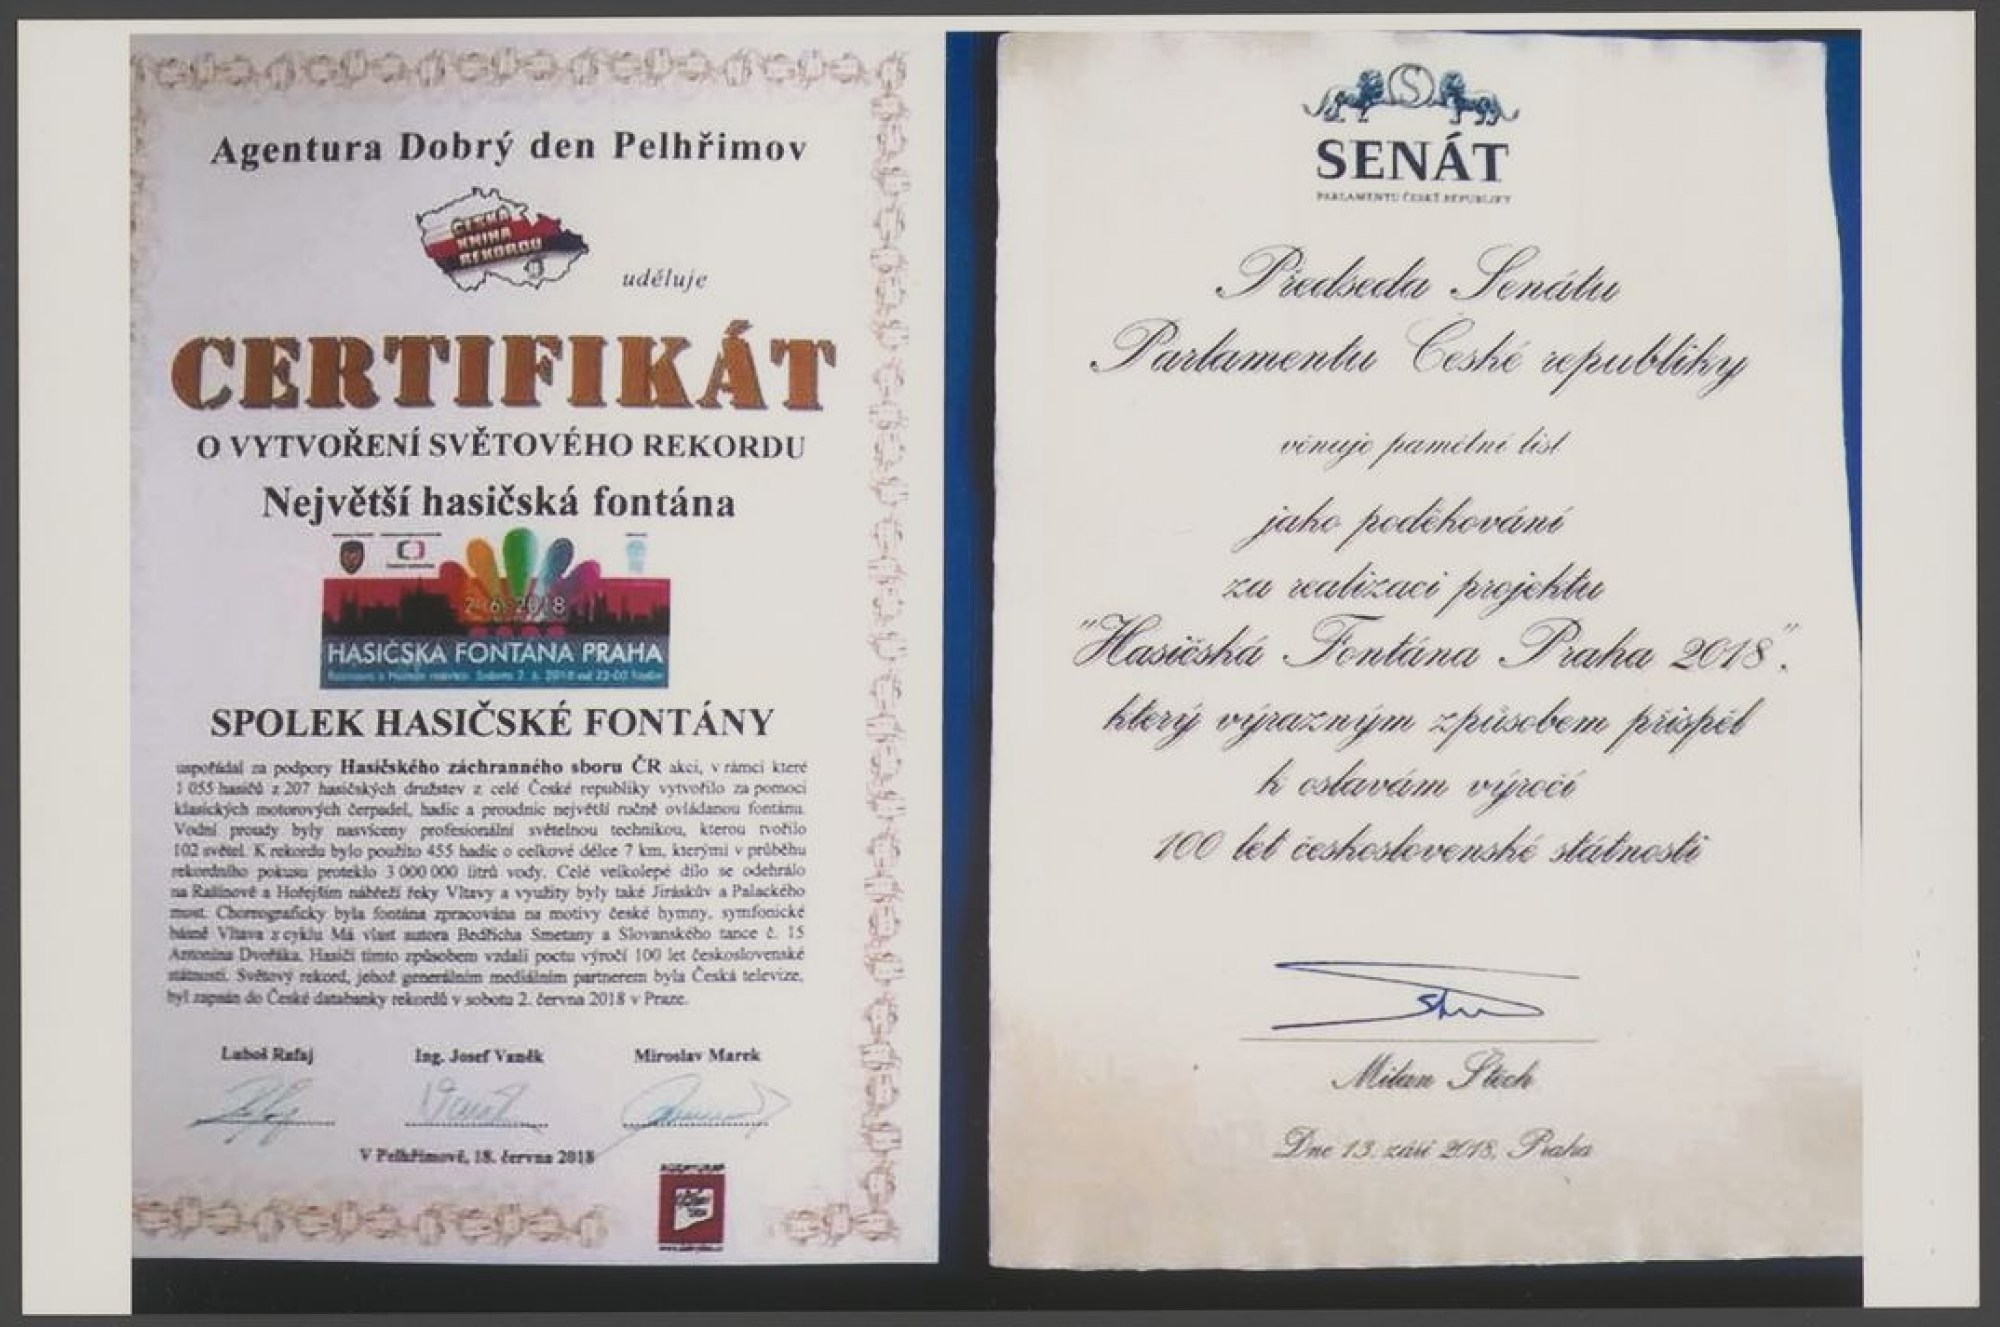 Agentura Dobrý den Pelhřimov
ČESKÁ
KNIHA
REKORDŮ
uděluje
CERTIFIKÁT
O VYTVOŘENÍ SVĚTOVÉHO REKORDU
Největší hasičská fontána
2.6.2018
HASIČSKÁ FONTÁNA PRAHA
SPOLEK HASIČSKÉ FONTÁNY
uspořádal za podpory Hasičského záchranného sboru ČR akci, v rámci které
1 055 hasičů z 207 hasičských družstev z celé České republiky vytvořilo za pomoci
klasických motorových čerpadel, hadic a proudnic největší ručně ovládanou fontánu.
Vodní proudy byly nasvíceny profesionální světelnou technikou, kterou tvořilo
102 světel. K rekordu bylo použito 455 hadic o celkové délce 7 km, kterými v průběhu
rekordního pokusu proteklo 3 000 000 litrů vody. Celé velkolepé dílo se odehrálo
na Rašínově a Hořejším nábřeží řeky Vltavy a využity byly také Jiráskův a Palackého
most. Choreograficky byla fontána zpracována na motivy české hymny, symfonické
básně Vltava z cyklu Má vlast autora Bedřicha Smetany a Slovanského tance č. 15
Antonína Dvořáka. Hasiči tímto způsobem vzdali poctu výročí 100 let československé
státnosti. Světový rekord, jehož generálním mediálním partnerem byla Česká televize,
byl zapsán do České databanky rekordů v sobotu 2. června 2018 v Praze.
Luboš Rafaj Ing. Josef Vaněk Miroslav Marek
V Pelhřimově, 18. června 2018
AGENTURA
S
SENÁT
PARLAMENTU ČESKÉ REPUBLIKY
Předseda Senátu
Parlamentu České republiky
věnuje pamětní list
jako poděkování
za realizaci projektu
"Hasičská Fontána Praha 2018",
který výrazným způsobem přispěl
k oslavám výročí
100 let československé státnosti
Milan Štěch
Dne 13. září 2018, Praha